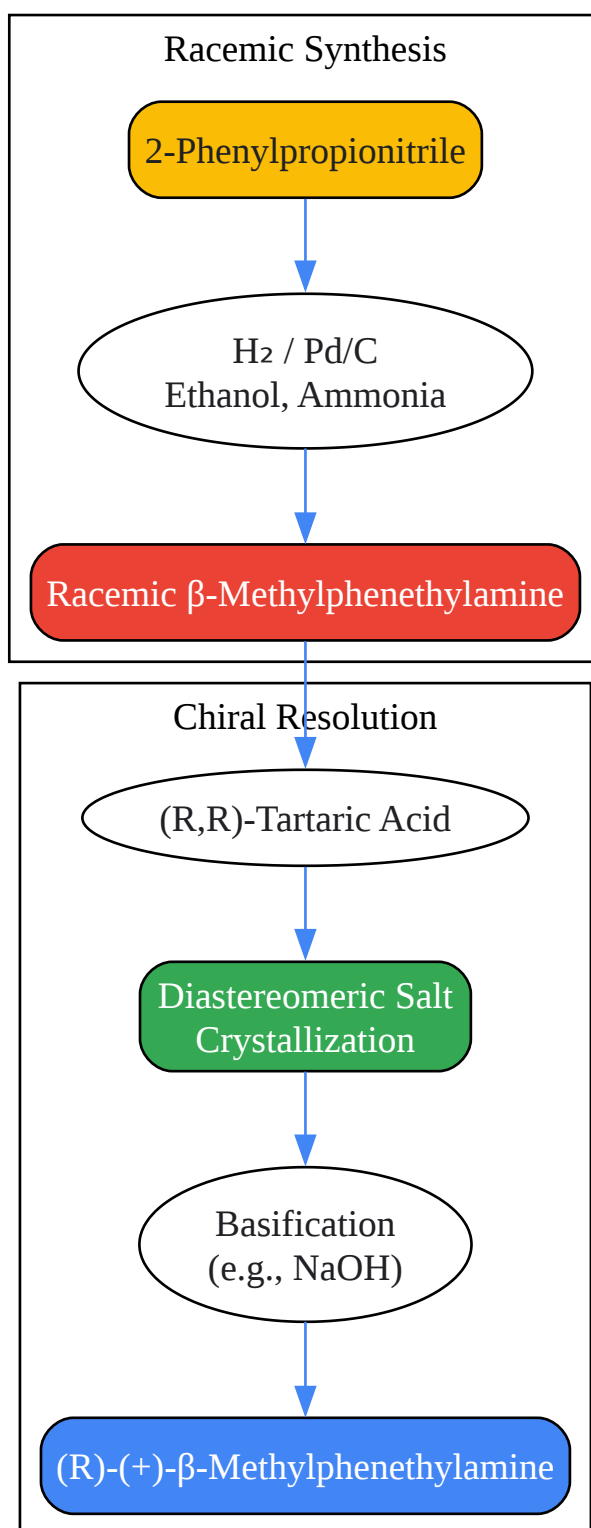 Racemic Synthesis
2-Phenylpropionitrile
H₂ / Pd/C
Ethanol, Ammonia
Racemic β-Methylphenethylamine
Chiral Resolution
(R,R)-Tartaric Acid
Diastereomeric Salt
Crystallization
Basification
(e.g., NaOH)
(R)-(+)-β-Methylphenethylamine